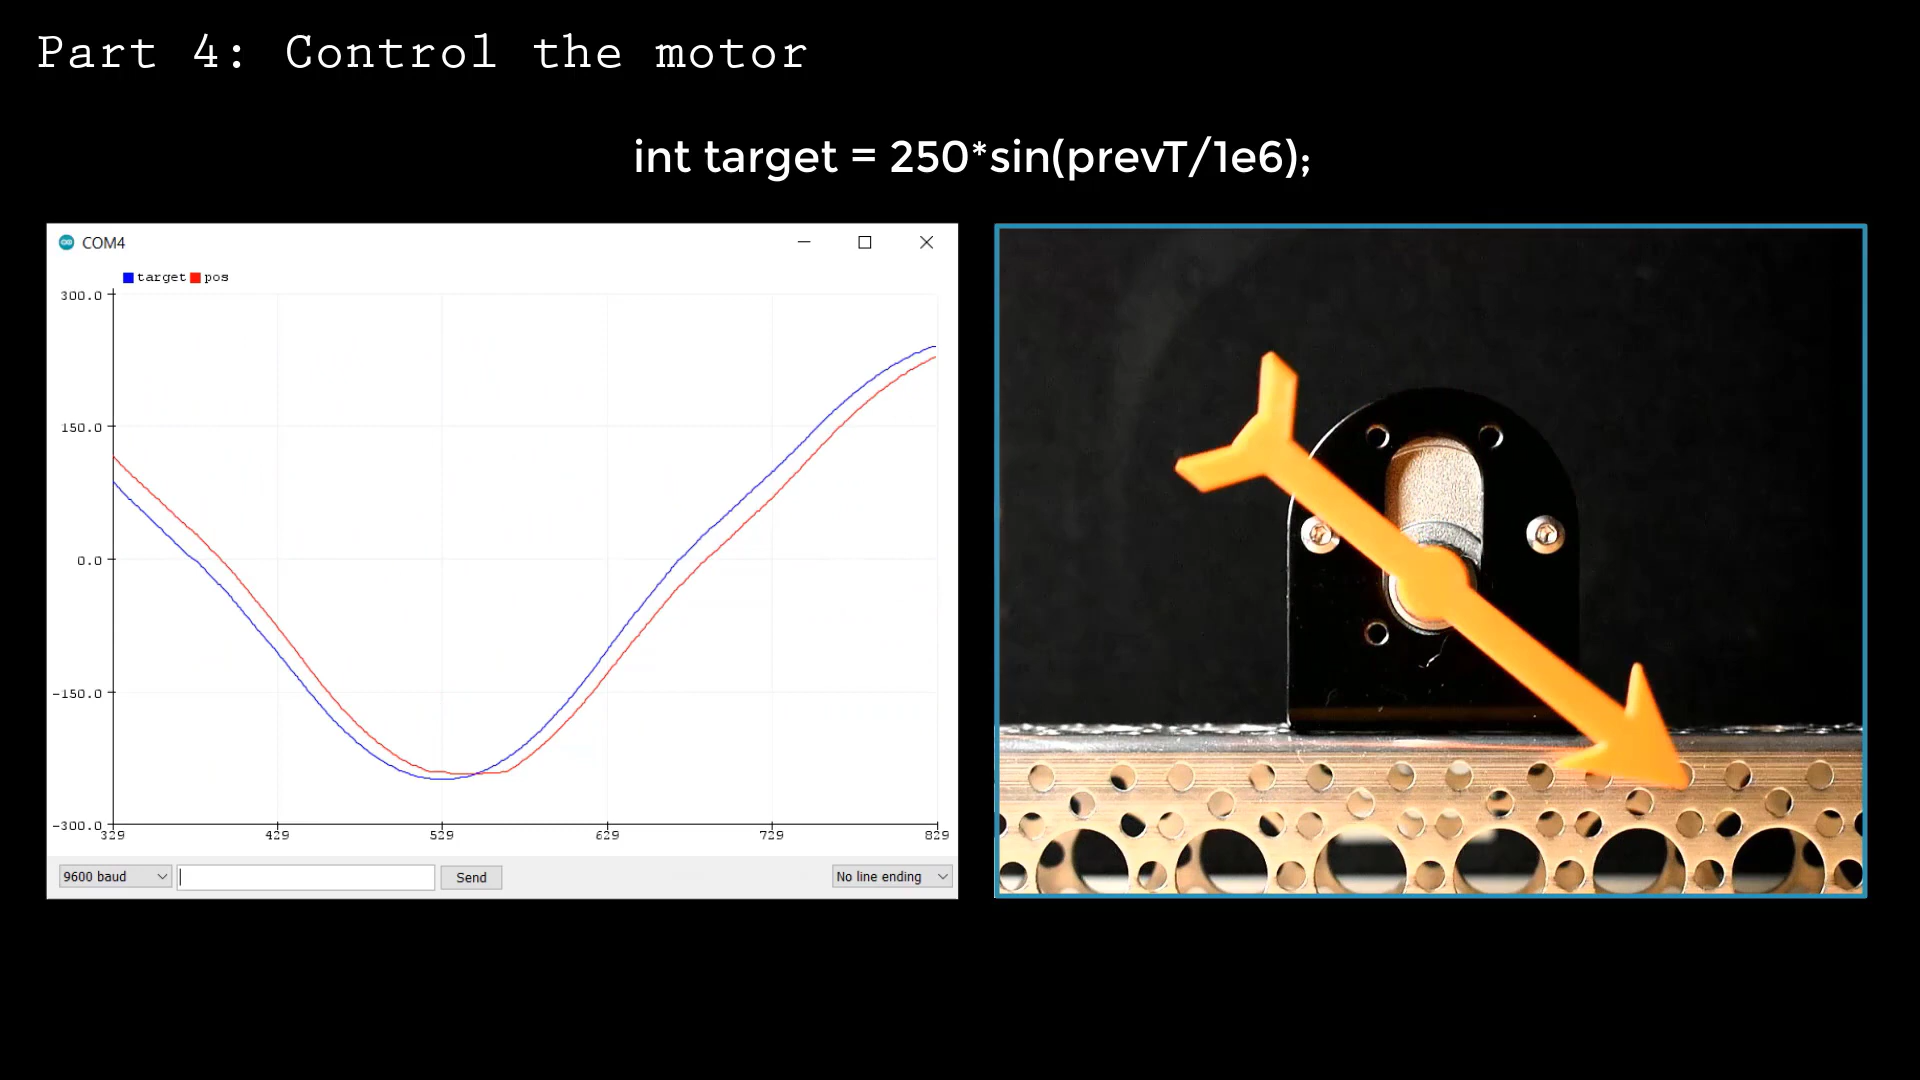 Part 4: Control the motor
int target = 250*sin(prevT/1e6);
COM4
target pos
300.0
150.0
0.0
-150.0
-300.0
329 429 529 629 729 829
9600 baud Send No line ending